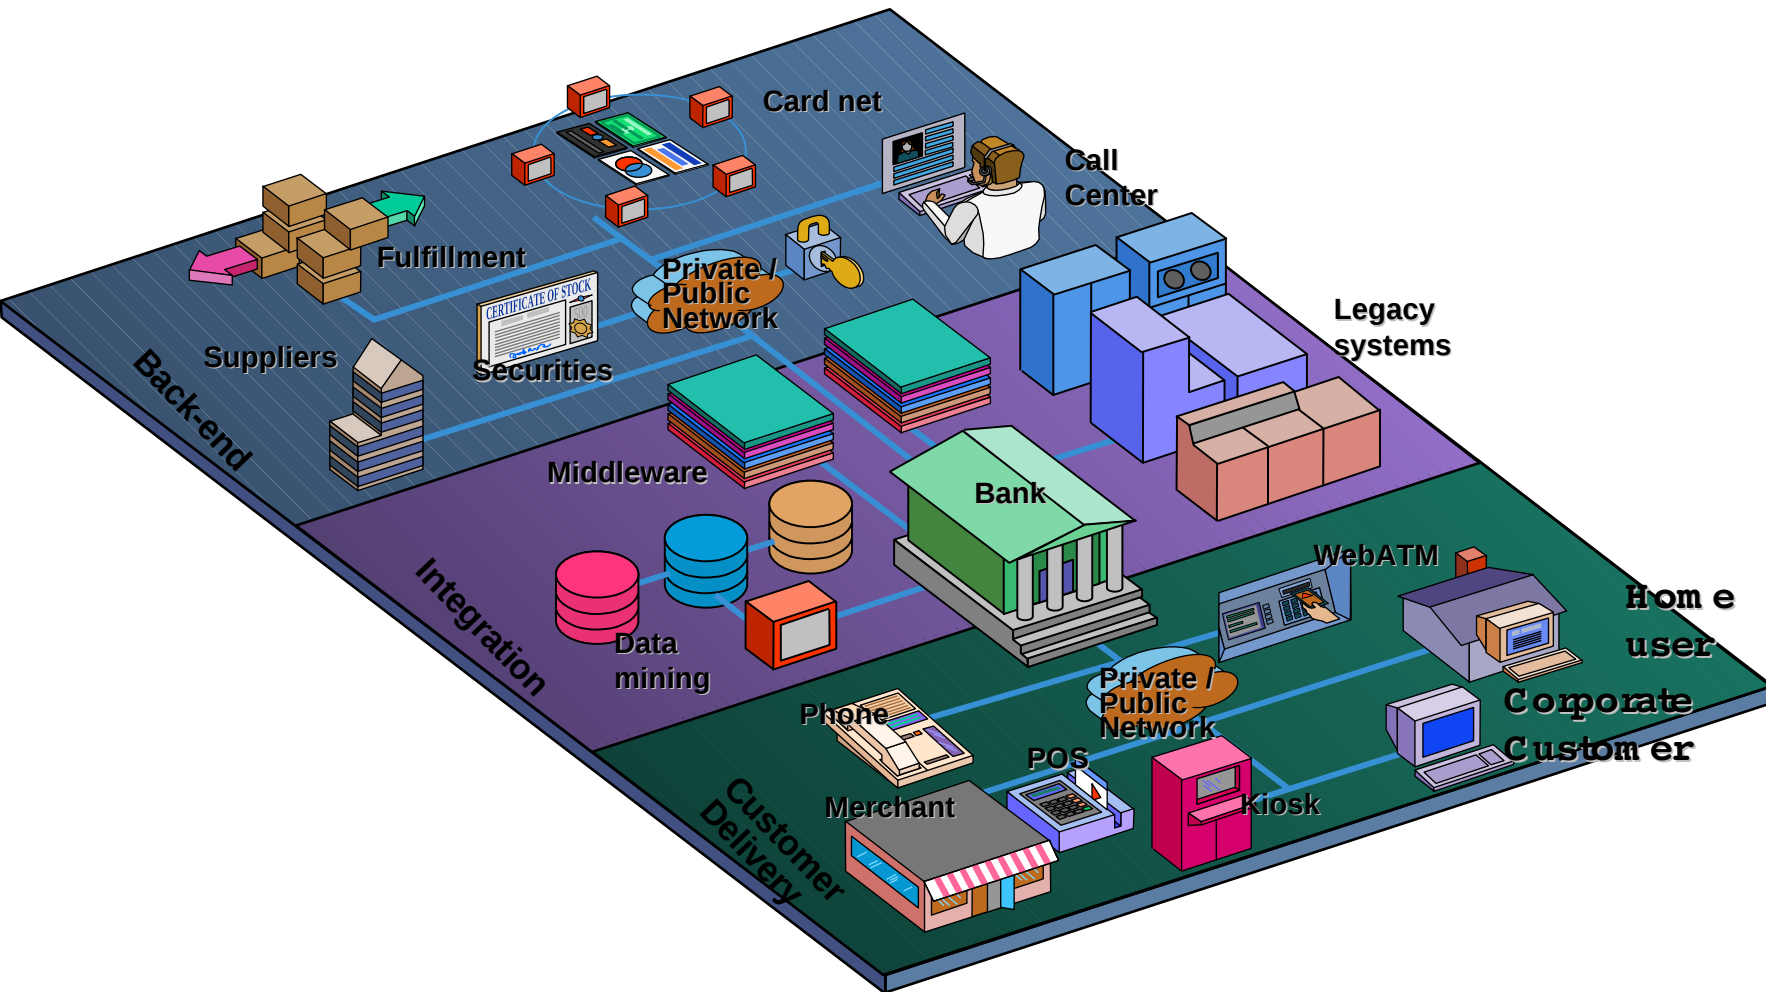 Card net
Call
Center
Fulfillment
Private /
Public
Network
CERTIFICATE OF STOCK
500
Securities
Suppliers
Back-end
Legacy
systems
Middleware
Bank
Integration
Data
mining
WebATM
Home
user
Private /
Public
Network
Corporate
Customer
Phone
POS
Merchant
Kiosk
Customer
Delivery